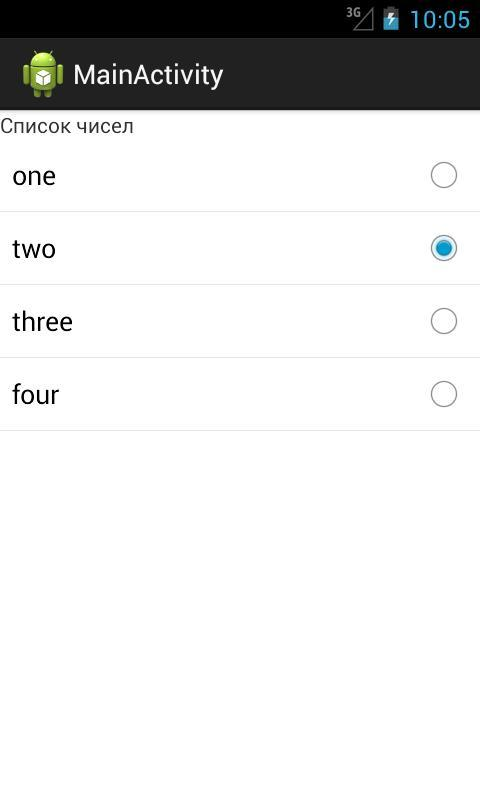 3G 10:05
MainActivity
Список чисел
one
two
three
four